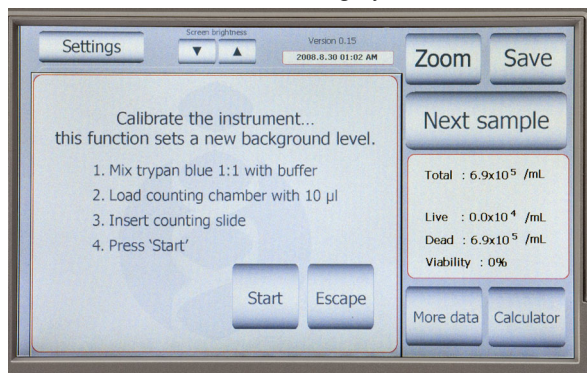 Settings
Screen brightness
Version 0.15
2008.8.30 01:02 AM
Zoom
Save
Calibrate the instrument...
this function sets a new background level.
1. Mix trypan blue 1:1 with buffer
2. Load counting chamber with 10 µl
3. Insert counting slide
4. Press 'Start'
Start
Escape
Next sample
Total : 6.9x10⁵ /mL
Live : 0.0x10⁴ /mL
Dead : 6.9x10⁵ /mL
Viability : 0%
More data
Calculator